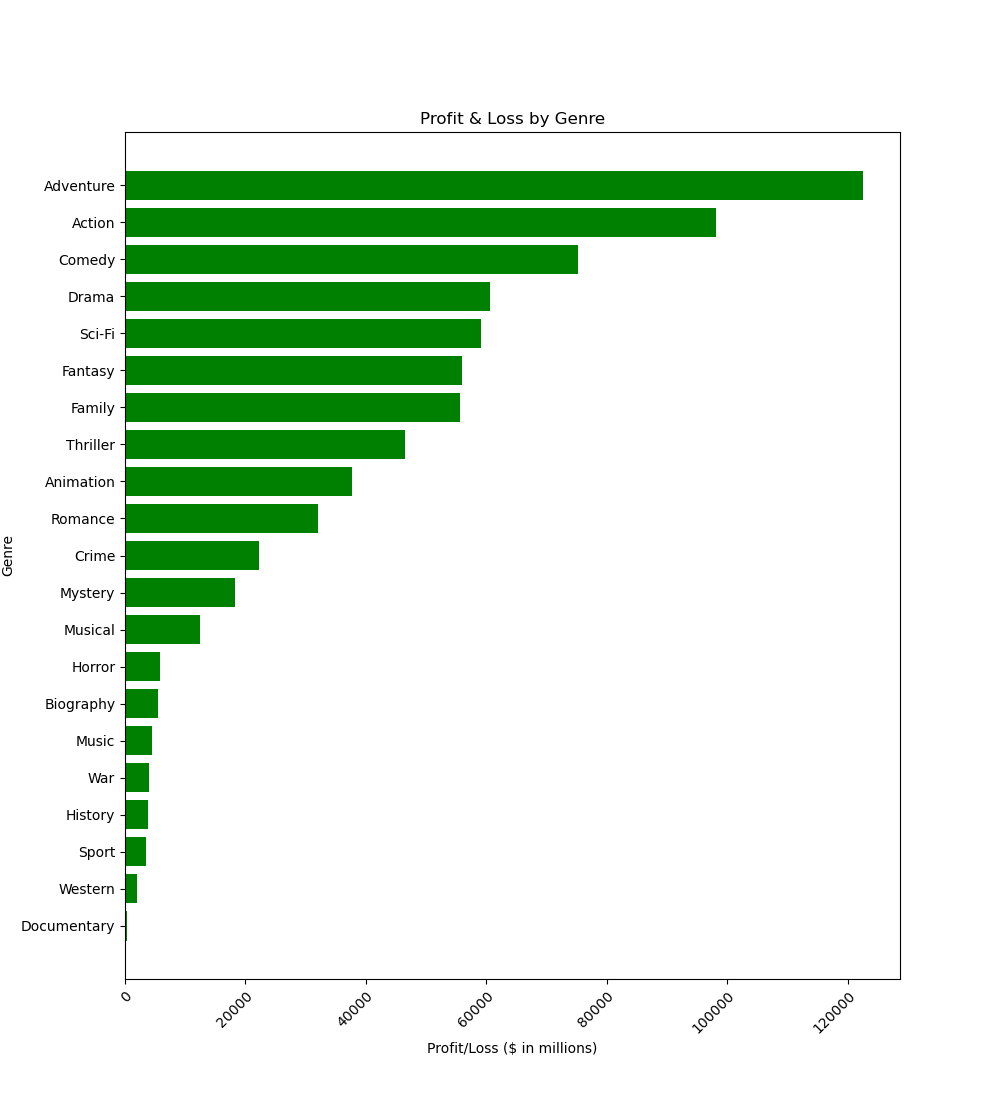 Profit & Loss by Genre
Adventure
Action
Comedy
Drama
Sci-Fi
Fantasy
Family
Thriller
Animation
Romance
Crime
Mystery
Musical
Horror
Biography
Music
War
History
Sport
Western
Documentary
Genre
0
20000
40000
60000
80000
100000
120000
Profit/Loss ($ in millions)